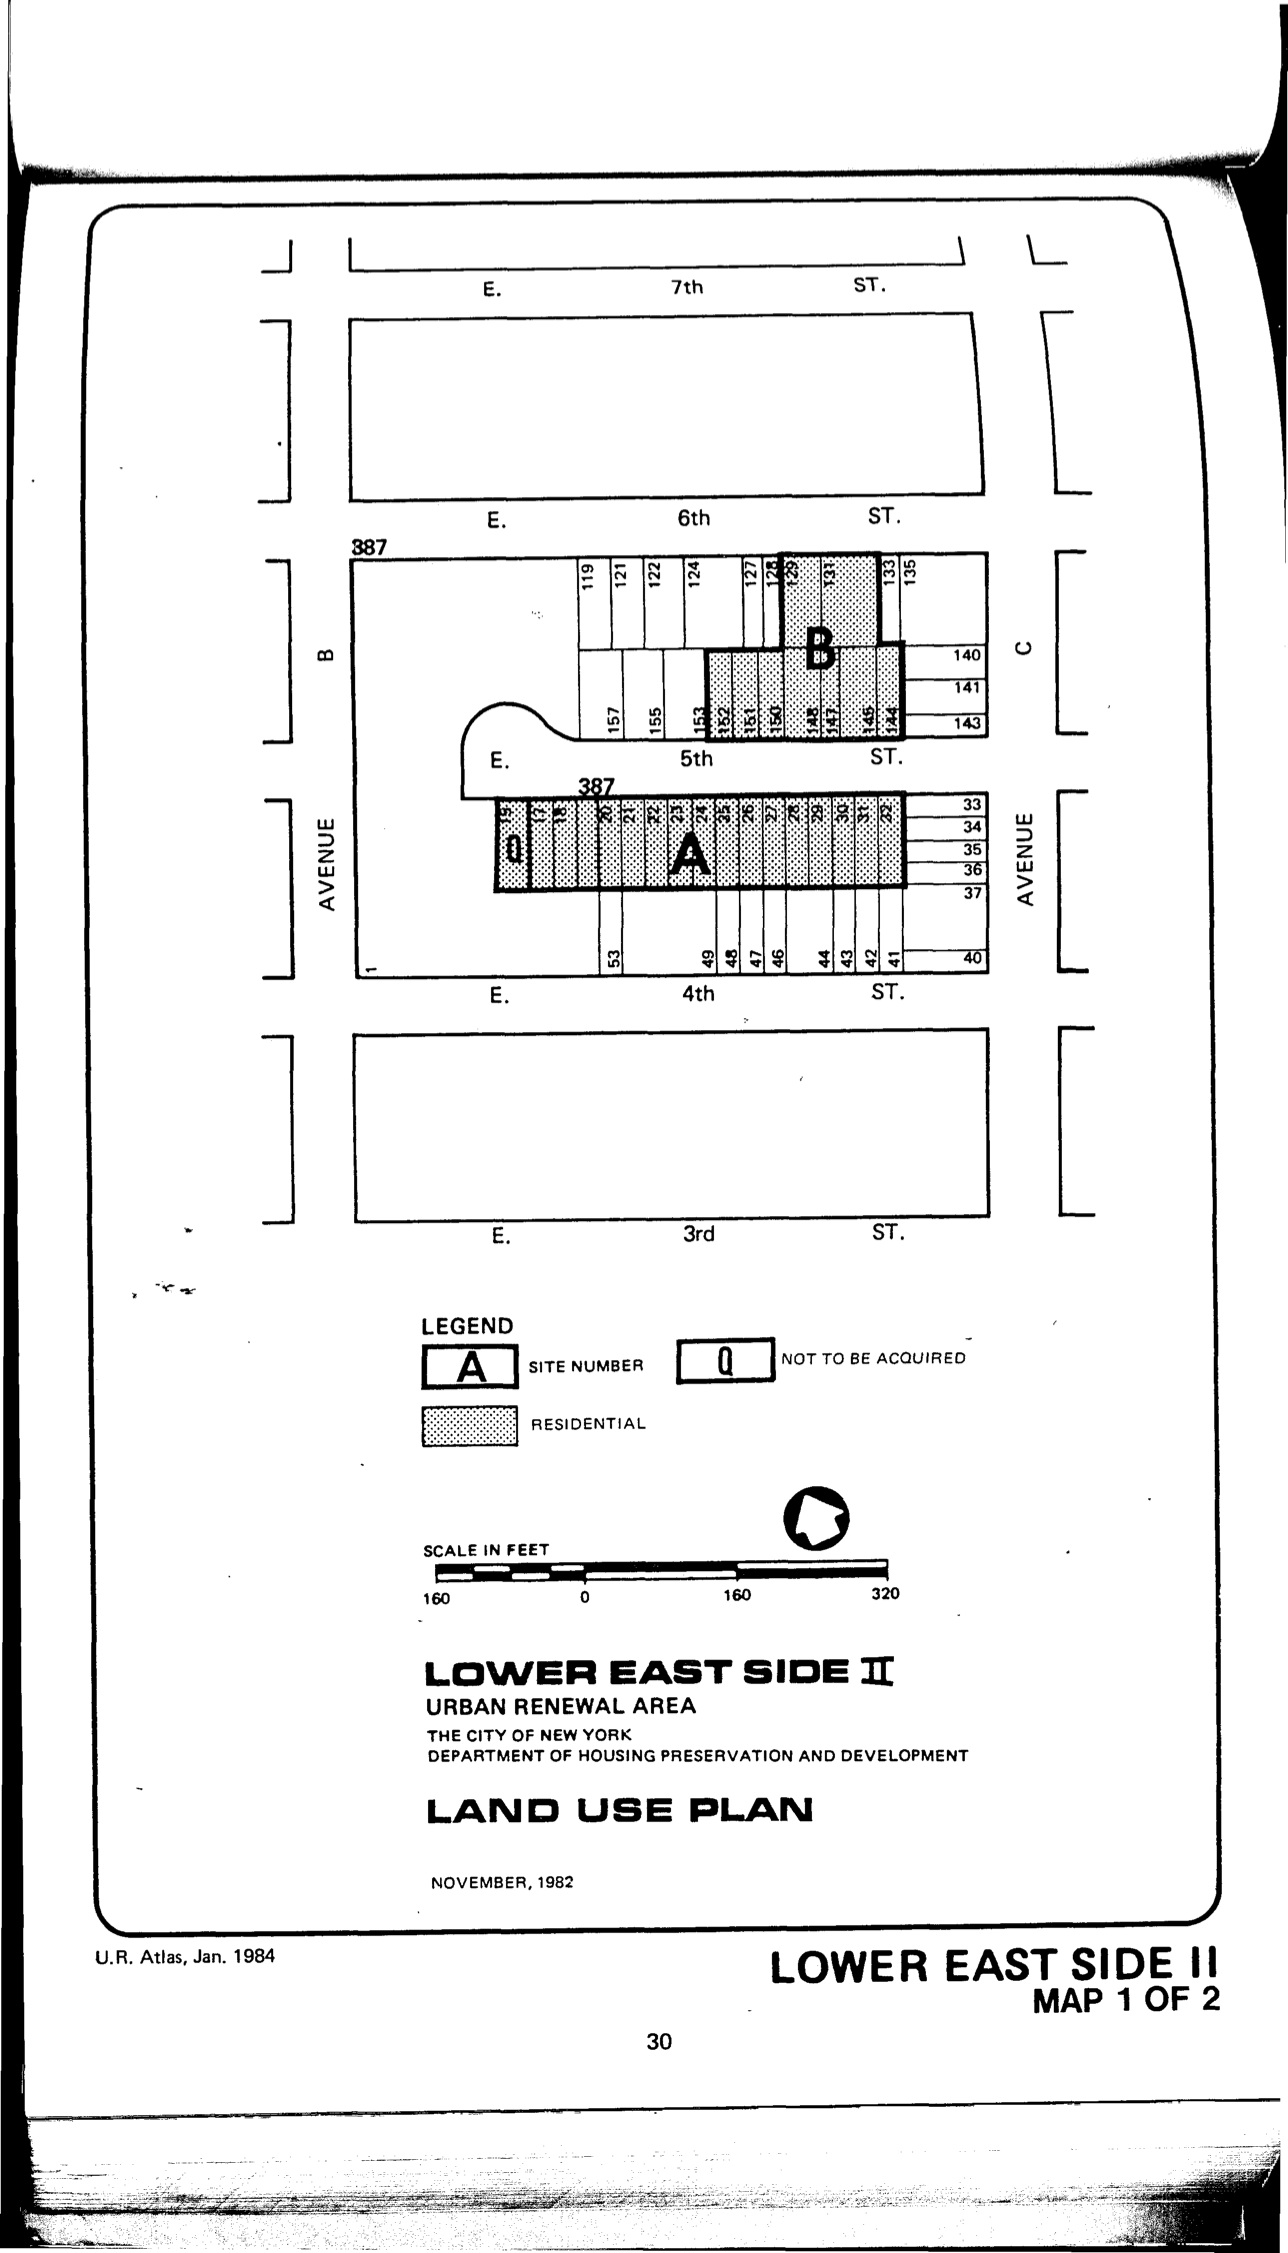 E. 7th ST.
E. 6th ST.
387
119 121 122 124 127 128 129 131 133 135
B
C
140
141
143
157 155 153 152 151 150 148 147 145 144
E. 5th ST.
387
17 18 20 21 22 23 24 25 26 27 28 29 30 31 32
33
34
35
36
37
Q
A
AVENUE B
AVENUE C
1 53 49 48 47 46 44 43 42 41 40
E. 4th ST.
E. 3rd ST.
LEGEND
A SITE NUMBER Q NOT TO BE ACQUIRED
RESIDENTIAL
SCALE IN FEET
160 0 160 320
LOWER EAST SIDE II
URBAN RENEWAL AREA
THE CITY OF NEW YORK
DEPARTMENT OF HOUSING PRESERVATION AND DEVELOPMENT
LAND USE PLAN
NOVEMBER, 1982
U.R. Atlas, Jan. 1984
LOWER EAST SIDE II
MAP 1 OF 2
30